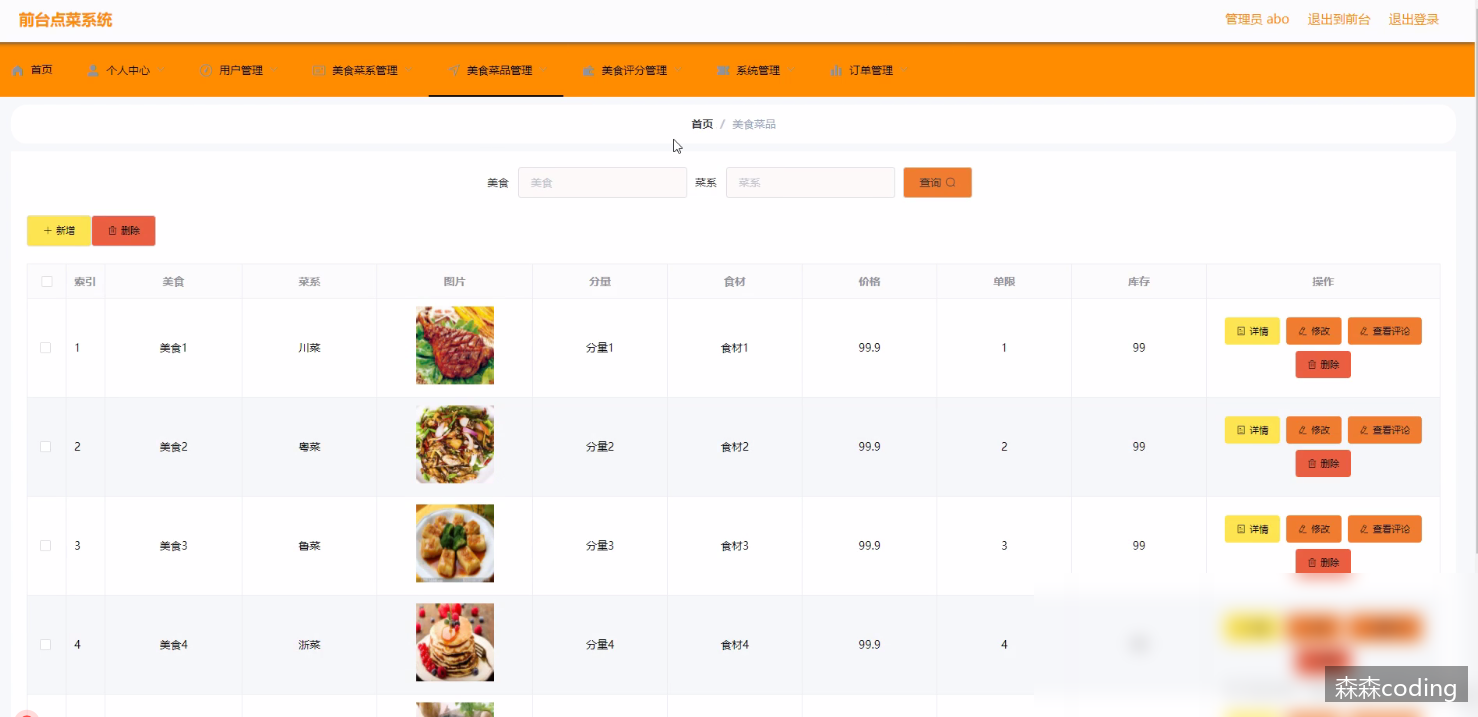 前台点菜系统
管理员 abo 退出到前台 退出登录
首页 个人中心 用户管理 美食菜系管理 美食菜品管理 美食评分管理 系统管理 订单管理
首页 / 美食菜品
美食 美食 菜系 菜系 查询
新增 删除
索引 美食 菜系 图片 分量 食材 价格 单限 库存 操作
1 美食1 川菜 分量1 食材1 99.9 1 99 详情 修改 查看评论
删除
2 美食2 粤菜 分量2 食材2 99.9 2 99 详情 修改 查看评论
删除
3 美食3 鲁菜 分量3 食材3 99.9 3 99 详情 修改 查看评论
删除
4 美食4 浙菜 分量4 食材4 99.9 4
森森coding